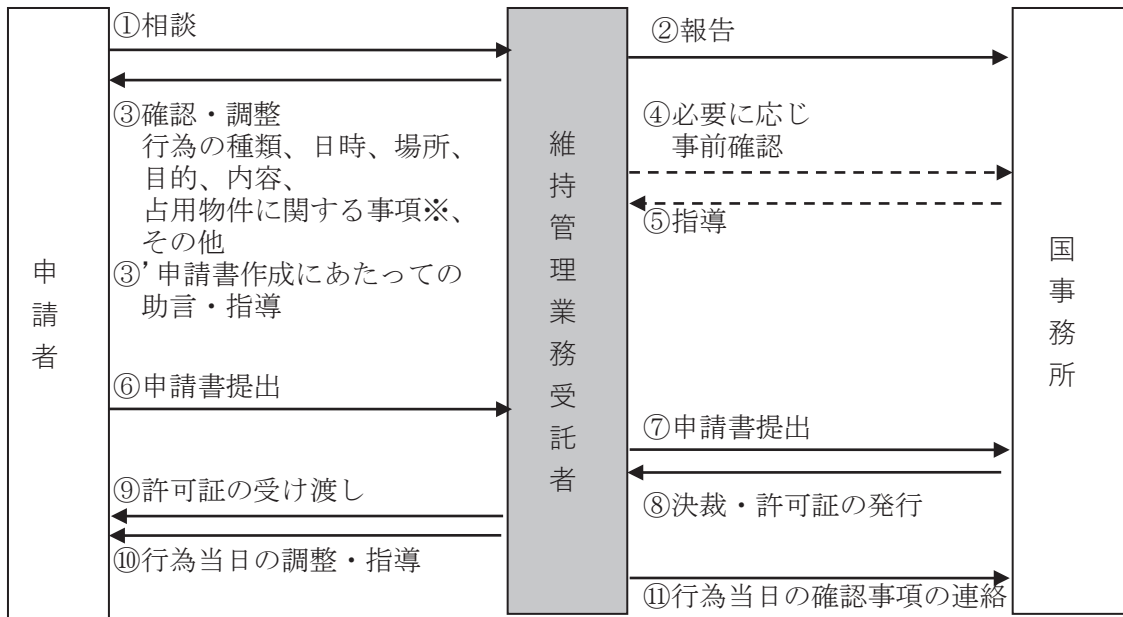 申請者
①相談
③確認・調整
行為の種類、日時、場所、
目的、内容、
占用物件に関する事項※、
その他
③’申請書作成にあたっての
助言・指導
⑥申請書提出
⑨許可証の受け渡し
⑩行為当日の調整・指導
維持管理業務受託者
②報告
④必要に応じ
事前確認
⑤指導
⑦申請書提出
⑧決裁・許可証の発行
⑪行為当日の確認事項の連絡
国事務所